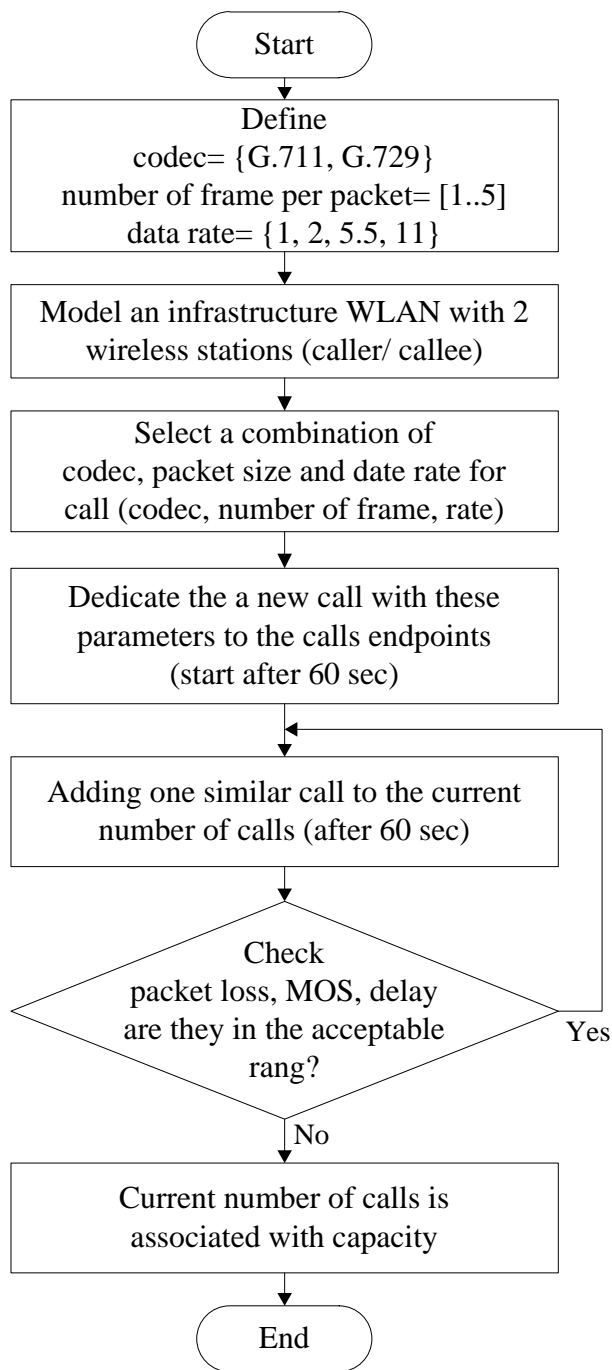 Start
Define
codec= {G.711, G.729}
number of frame per packet= [1..5]
data rate= {1, 2, 5.5, 11}
Model an infrastructure WLAN with 2
wireless stations (caller/ callee)
Select a combination of
codec, packet size and date rate for
call (codec, number of frame, rate)
Dedicate the a new call with these
parameters to the calls endpoints
(start after 60 sec)
Adding one similar call to the current
number of calls (after 60 sec)
Check
packet loss, MOS, delay
are they in the acceptable
rang?
Yes
No
Current number of calls is
associated with capacity
End